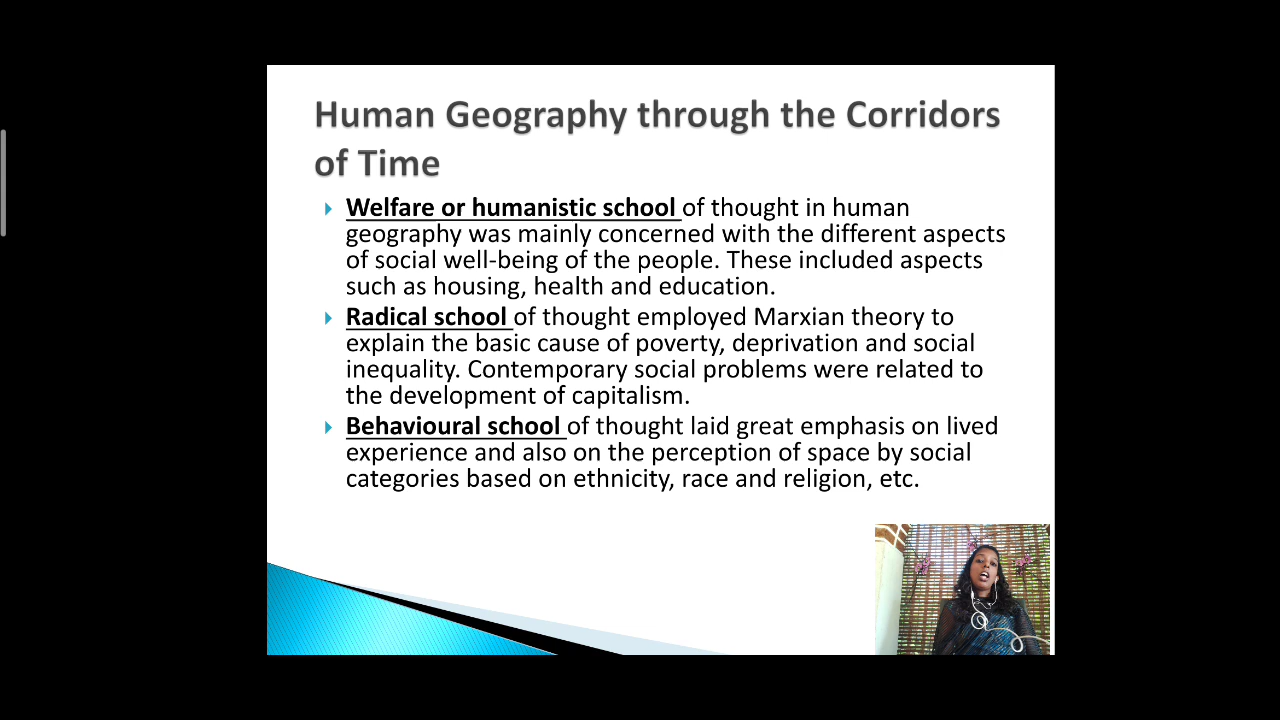 Human Geography through the Corridors
of Time
Welfare or humanistic school of thought in human
geography was mainly concerned with the different aspects
of social well-being of the people. These included aspects
such as housing, health and education.
Radical school of thought employed Marxian theory to
explain the basic cause of poverty, deprivation and social
inequality. Contemporary social problems were related to
the development of capitalism.
Behavioural school of thought laid great emphasis on lived
experience and also on the perception of space by social
categories based on ethnicity, race and religion, etc.